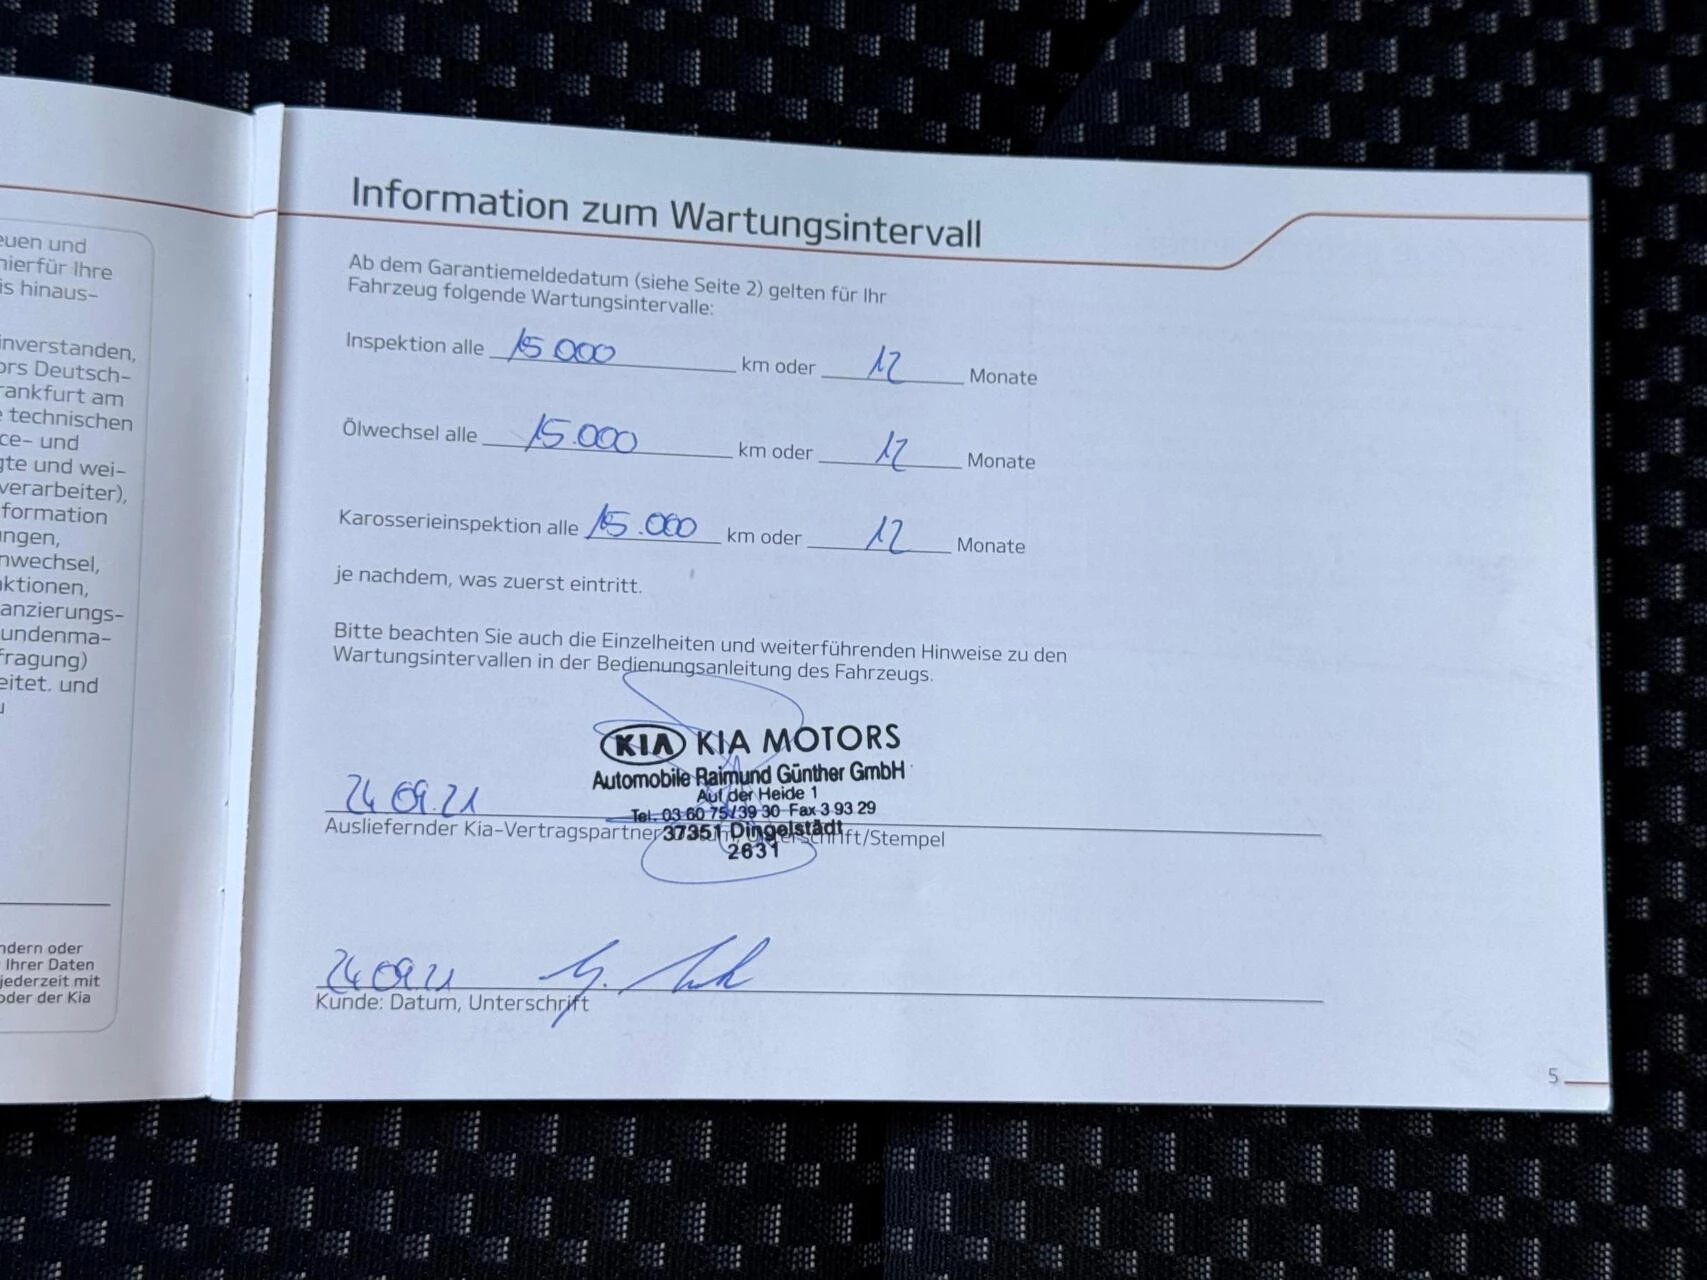 euen und
hierfür Ihre
is hinaus-
inverstanden,
ors Deutsch-
rankfurt am
e technischen
ce- und
gte und wei-
verarbeiter),
formation
ungen,
nwechsel,
aktionen,
anzierungs-
undenma-
fragung)
eitet. und
u
ndern oder
Ihrer Daten
jederzeit mit
oder der Kia
Information zum Wartungsintervall
Ab dem Garantiemeldedatum (siehe Seite 2) gelten für Ihr
Fahrzeug folgende Wartungsintervalle:
Inspektion alle 15 000 km oder 12 Monate
Ölwechsel alle 15.000 km oder 12 Monate
Karosserieinspektion alle 15.000 km oder 12 Monate
je nachdem, was zuerst eintritt.
Bitte beachten Sie auch die Einzelheiten und weiterführenden Hinweise zu den
Wartungsintervallen in der Bedienungsanleitung des Fahrzeugs.
KIA KIA MOTORS
Automobile Raimund Günther GmbH
Auf der Heide 1
Tel. 03 60 75/39 30 Fax 3 93 29
37351 Dingelstädt
2631
24 09.21
Ausliefernder Kia-Vertragspartner Unterschrift/Stempel
24 09 21
Kunde: Datum, Unterschrift
5